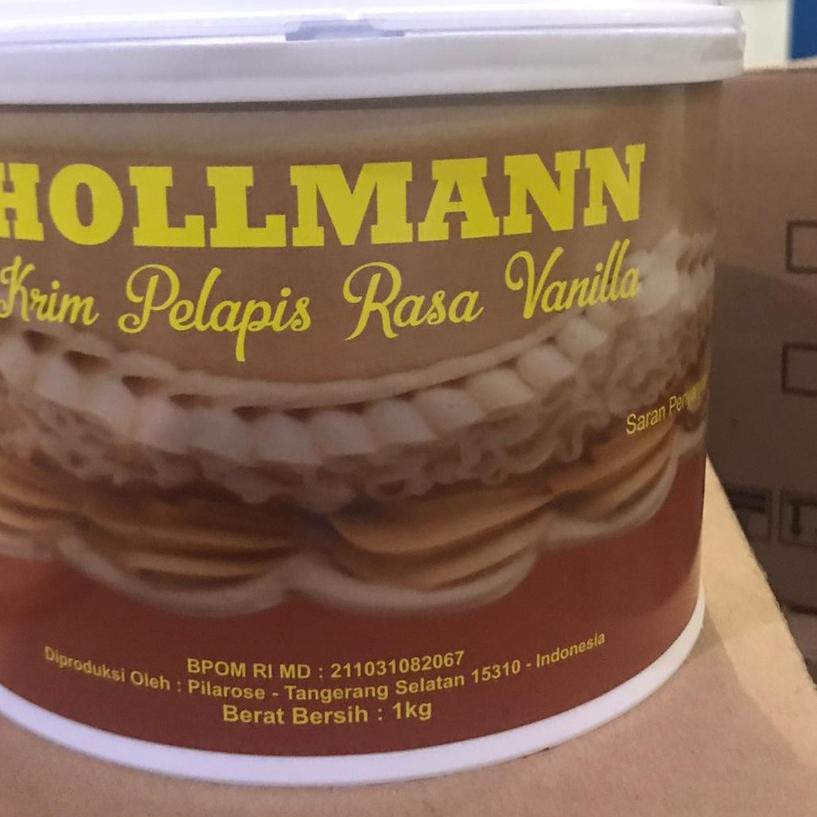 HOLLMANN
Krim Pelapis Rasa Vanilla
Saran
BPOM RI MD : 211031082067
Diproduksi Oleh : Pilarose - Tangerang Selatan 15310 - Indonesia
Berat Bersih : 1kg